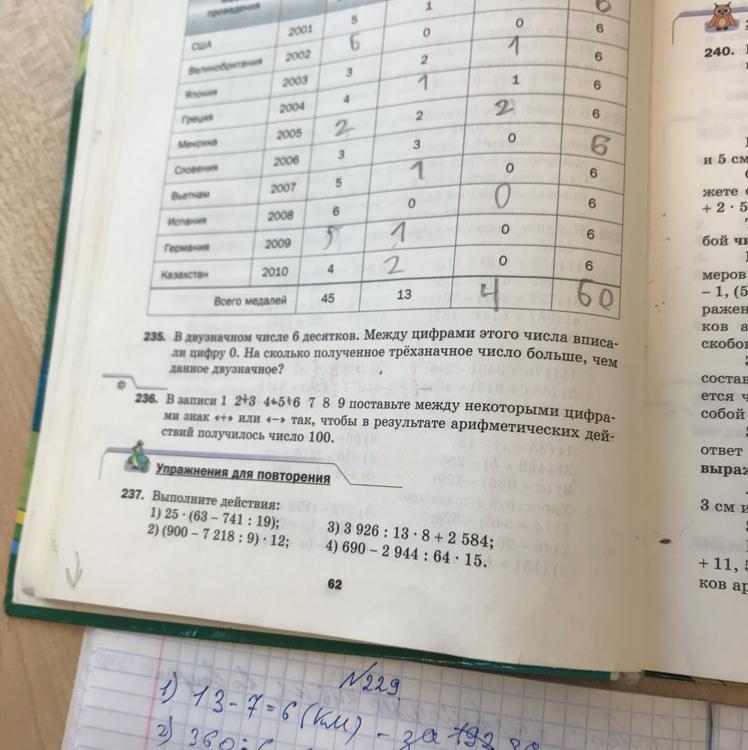 проведения 6
5 1
США 2001 0 0 6
Великобритания 2002 6 0 1 6
Япония 2003 3 2 1 6
Греция 2004 4 1 1 6
Мексика 2005 2 2 2 6
Словения 2006 3 3 0 6
Вьетнам 2007 5 1 0 6
Испания 2008 6 0 0 6
Германия 2009 5 1 0 6
Казахстан 2010 4 2 0 6
Всего медалей 45 13 4 60
235. В двузначном числе 6 десятков. Между цифрами этого числа вписа-
ли цифру 0. На сколько полученное трёхзначное число больше, чем
данное двузначное?
236. В записи 1 2+3 4+5+6 7 8 9 поставьте между некоторыми цифра-
ми знак «+» или «−» так, чтобы в результате арифметических дей-
ствий получилось число 100.
Упражнения для повторения
237. Выполните действия:
1) 25 · (63 − 741 : 19);
2) (900 − 7 218 : 9) · 12;
3) 3 926 : 13 · 8 + 2 584;
4) 690 − 2 944 : 64 · 15.
62
240.
и 5 см
жете
+ 2 · 5
бой чи
меров
− 1, (5
ражен
ков а
скобо
состав
ется ч
собой
ответ
выраж
3 см и
+ 11, 5
ков ар
№229.
1) 13-7=6 (км) - за
2) 360:6